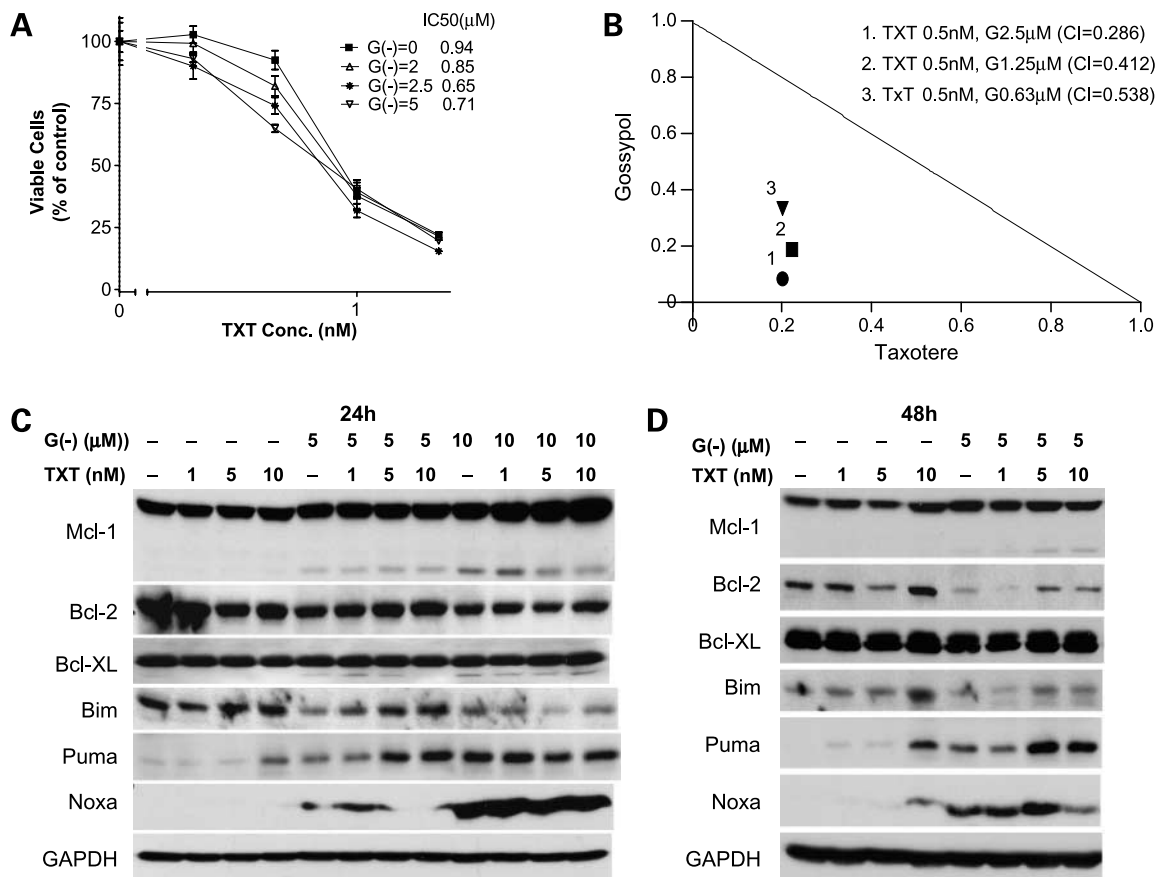 A
IC50(μM)
G(-)=0 0.94
G(-)=2 0.85
G(-)=2.5 0.65
G(-)=5 0.71
100
75
50
25
0
0 1
Viable Cells
(% of control)
TXT Conc. (nM)
B
1. TXT 0.5nM, G2.5μM (CI=0.286)
2. TXT 0.5nM, G1.25μM (CI=0.412)
3. TxT 0.5nM, G0.63μM (CI=0.538)
1.0
0.8
0.6
0.4
0.2
0
3
2
1
0 0.2 0.4 0.6 0.8 1.0
Gossypol
Taxotere
C
24h
G(-) (μM)) – – – – 5 5 5 5 10 10 10 10
TXT (nM) – 1 5 10 – 1 5 10 – 1 5 10
Mcl-1
Bcl-2
Bcl-XL
Bim
Puma
Noxa
GAPDH
D
48h
G(-) (μM) – – – – 5 5 5 5
TXT (nM) – 1 5 10 – 1 5 10
Mcl-1
Bcl-2
Bcl-XL
Bim
Puma
Noxa
GAPDH